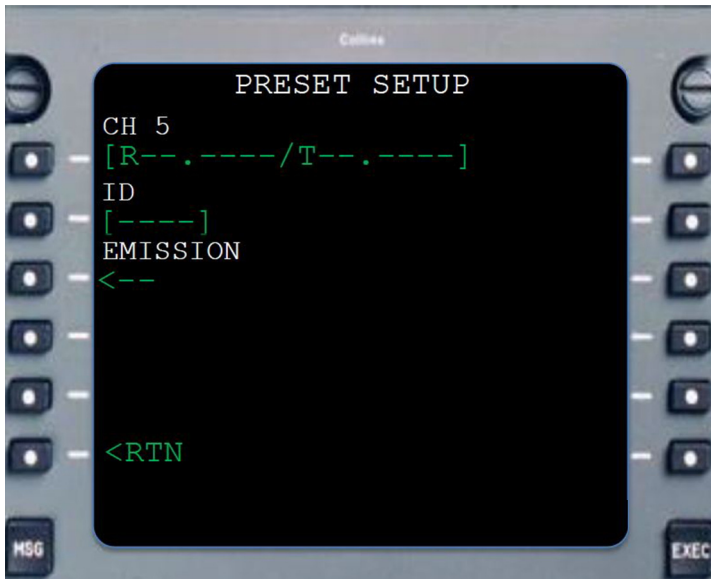 Collins
PRESET SETUP
CH 5
[R--.----/T--.----]
ID
[----]
EMISSION
<--
<RTN
MSG
EXEC